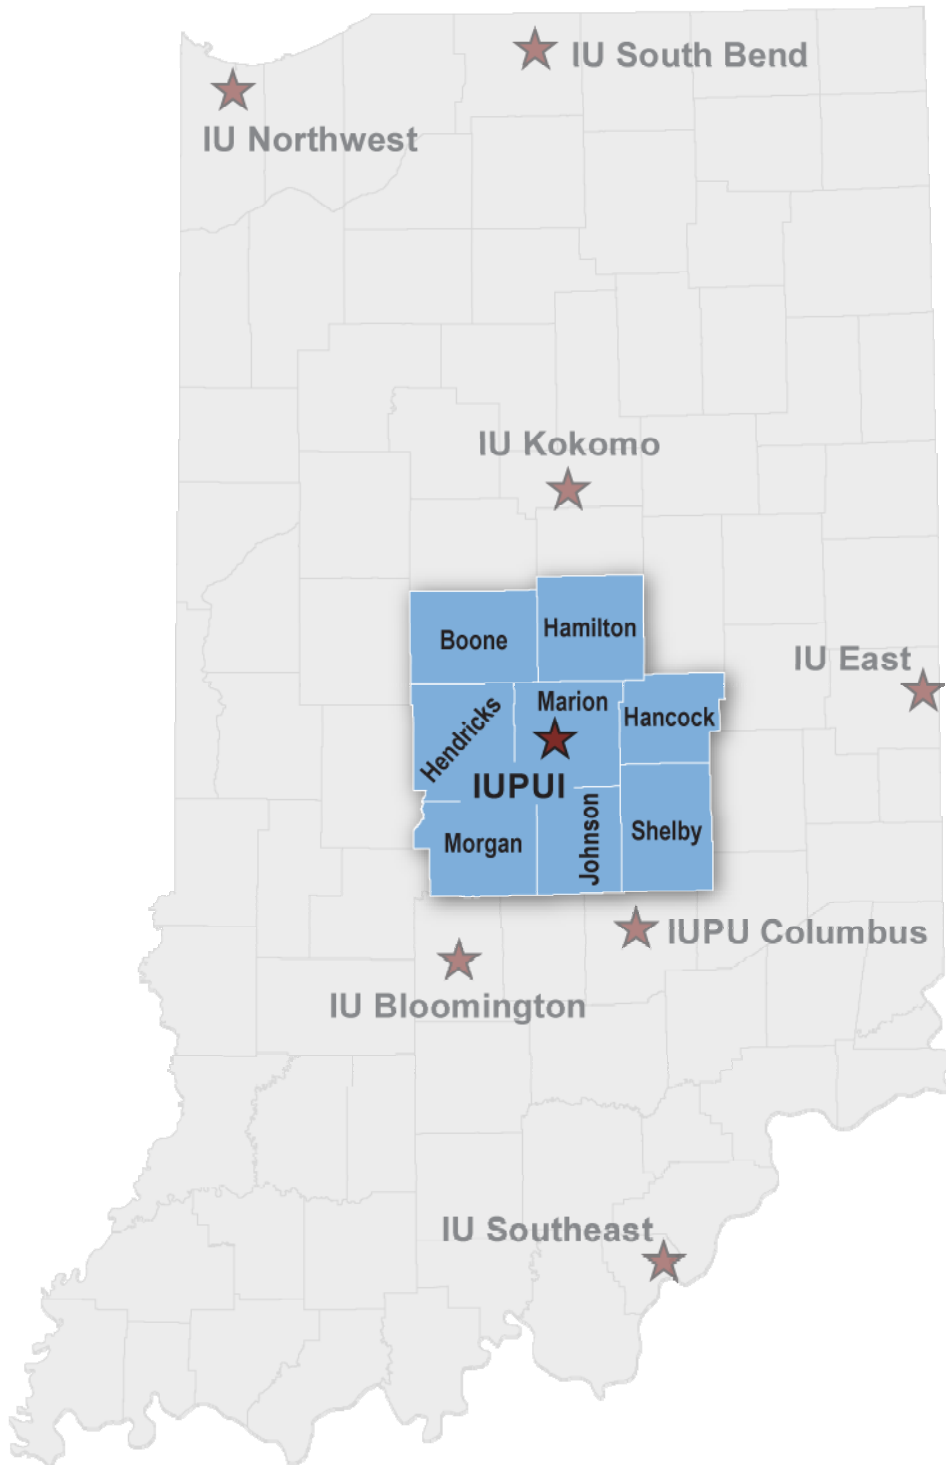 IU South Bend
IU Northwest
IU Kokomo
Boone
Hamilton
IU East
Marion
Hancock
Hendricks
IUPUI
Johnson
Shelby
Morgan
IUPU Columbus
IU Bloomington
IU Southeast